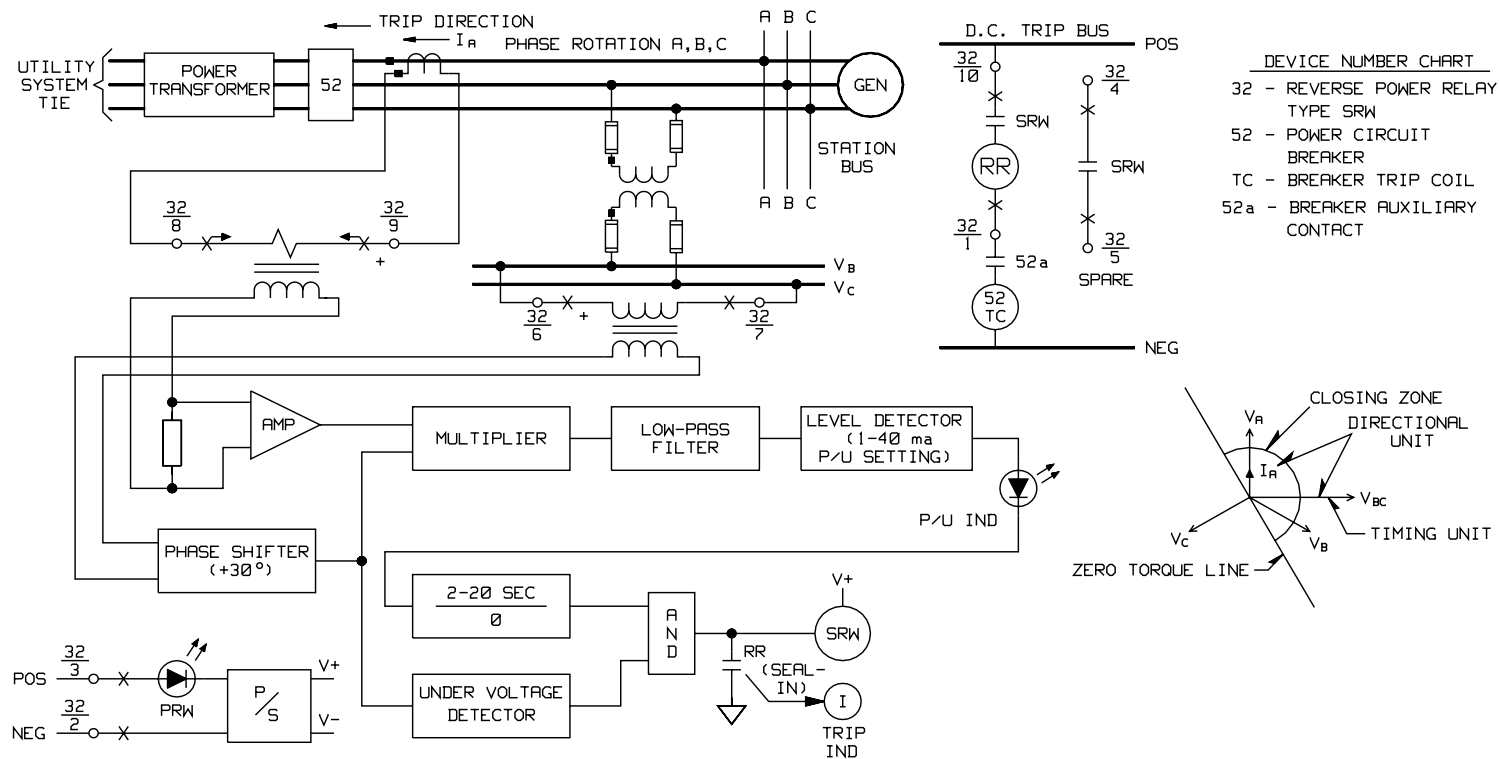 TRIP DIRECTION
IA
PHASE ROTATION A,B,C
A B C
UTILITY
SYSTEM
TIE
POWER
TRANSFORMER
52
GEN
STATION
BUS
A B C
32
8
32
9
+
VB
VC
32
6
+
32
7
D.C. TRIP BUS
POS
32
10
SRW
RR
32
1
52a
52
TC
NEG
32
4
SRW
32
5
SPARE
DEVICE NUMBER CHART
32 - REVERSE POWER RELAY
TYPE SRW
52 - POWER CIRCUIT
BREAKER
TC - BREAKER TRIP COIL
52a - BREAKER AUXILIARY
CONTACT
AMP
MULTIPLIER
LOW-PASS
FILTER
LEVEL DETECTOR
(1-40 ma
P/U SETTING)
P/U IND
PHASE SHIFTER
(+30°)
2-20 SEC
0
UNDER VOLTAGE
DETECTOR
A
N
D
V+
SRW
RR
(SEAL-
IN)
I
TRIP
IND
POS
32
3
PRW
NEG
32
2
P/S
V+
V-
CLOSING ZONE
DIRECTIONAL
UNIT
VA
IA
VBC
VC
VB
TIMING UNIT
ZERO TORQUE LINE